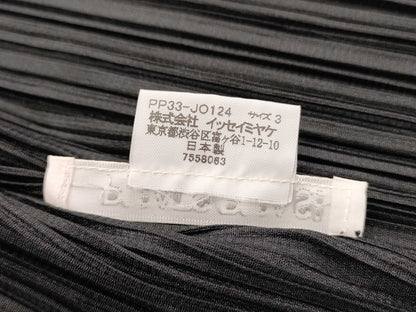 PP33-JO124 サイズ 3
株式会社 イッセイミヤケ
東京都渋谷区富ヶ谷1-12-10
日本製
7558063